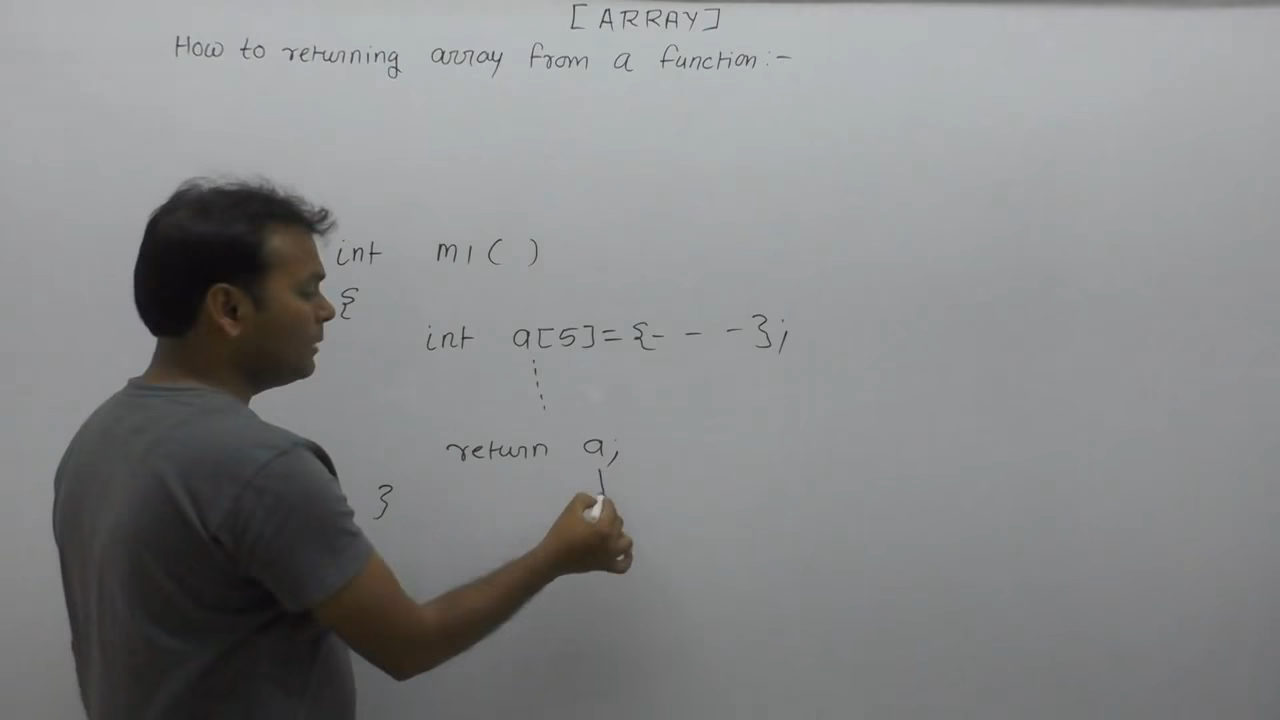 [ARRAY]
How to returning array from a function:-
int m1( )
{
int a[5]={- - -};
return a;
}